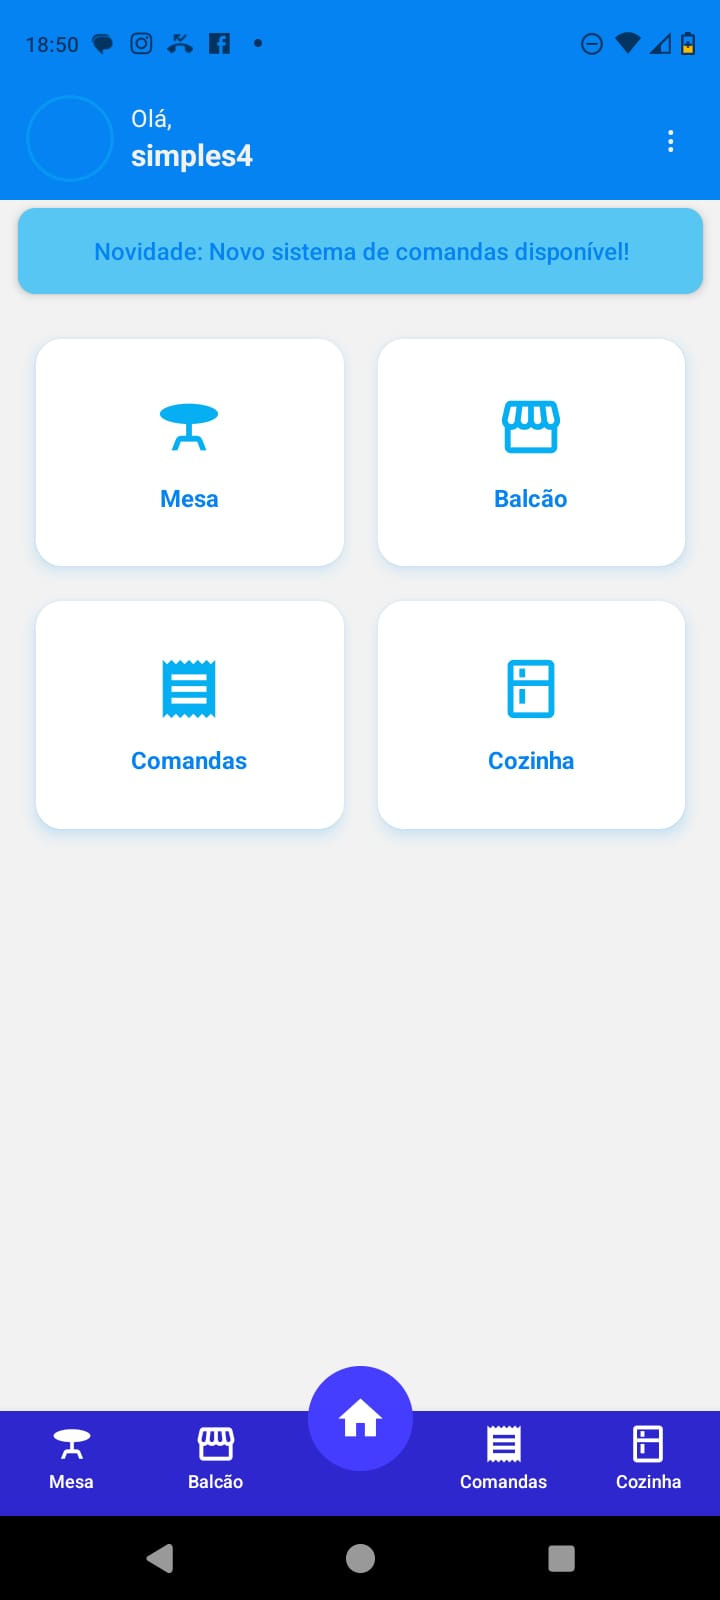 18:50
Olá,
simples4
Novidade: Novo sistema de comandas disponível!
Mesa
Balcão
Comandas
Cozinha
Mesa
Balcão
Comandas
Cozinha